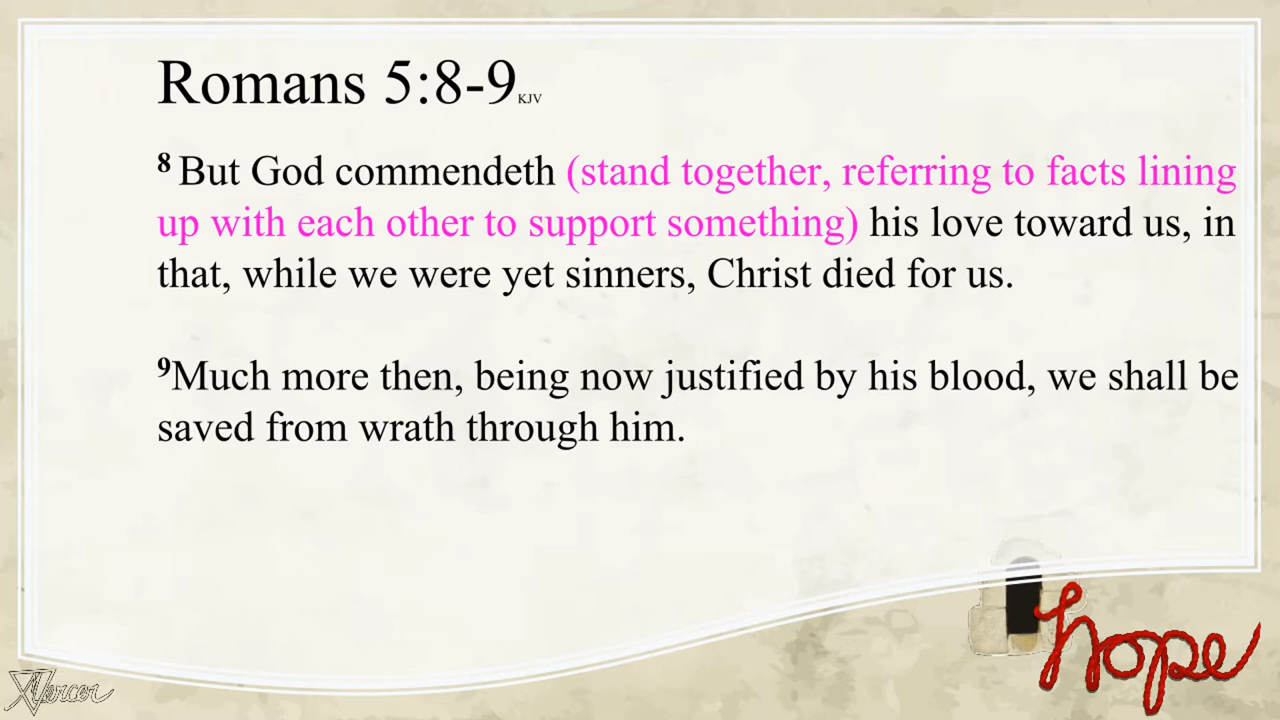 Romans 5:8-9 KJV
8 But God commendeth (stand together, referring to facts lining
up with each other to support something) his love toward us, in
that, while we were yet sinners, Christ died for us.
9Much more then, being now justified by his blood, we shall be
saved from wrath through him.
hope